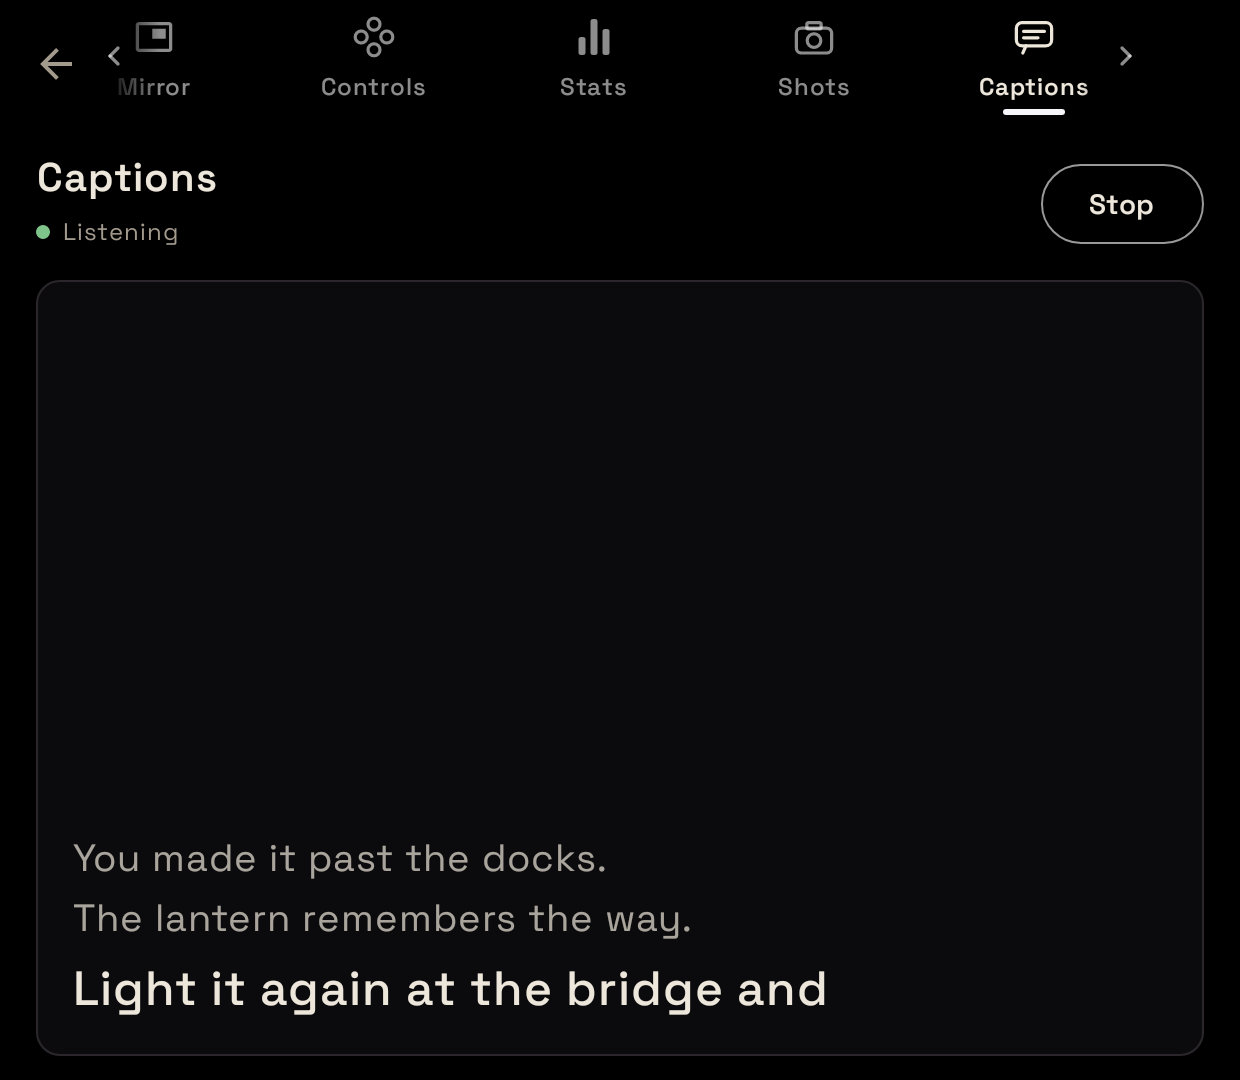 Mirror
Controls
Stats
Shots
Captions
Captions
Listening
Stop
You made it past the docks.
The lantern remembers the way.
Light it again at the bridge and